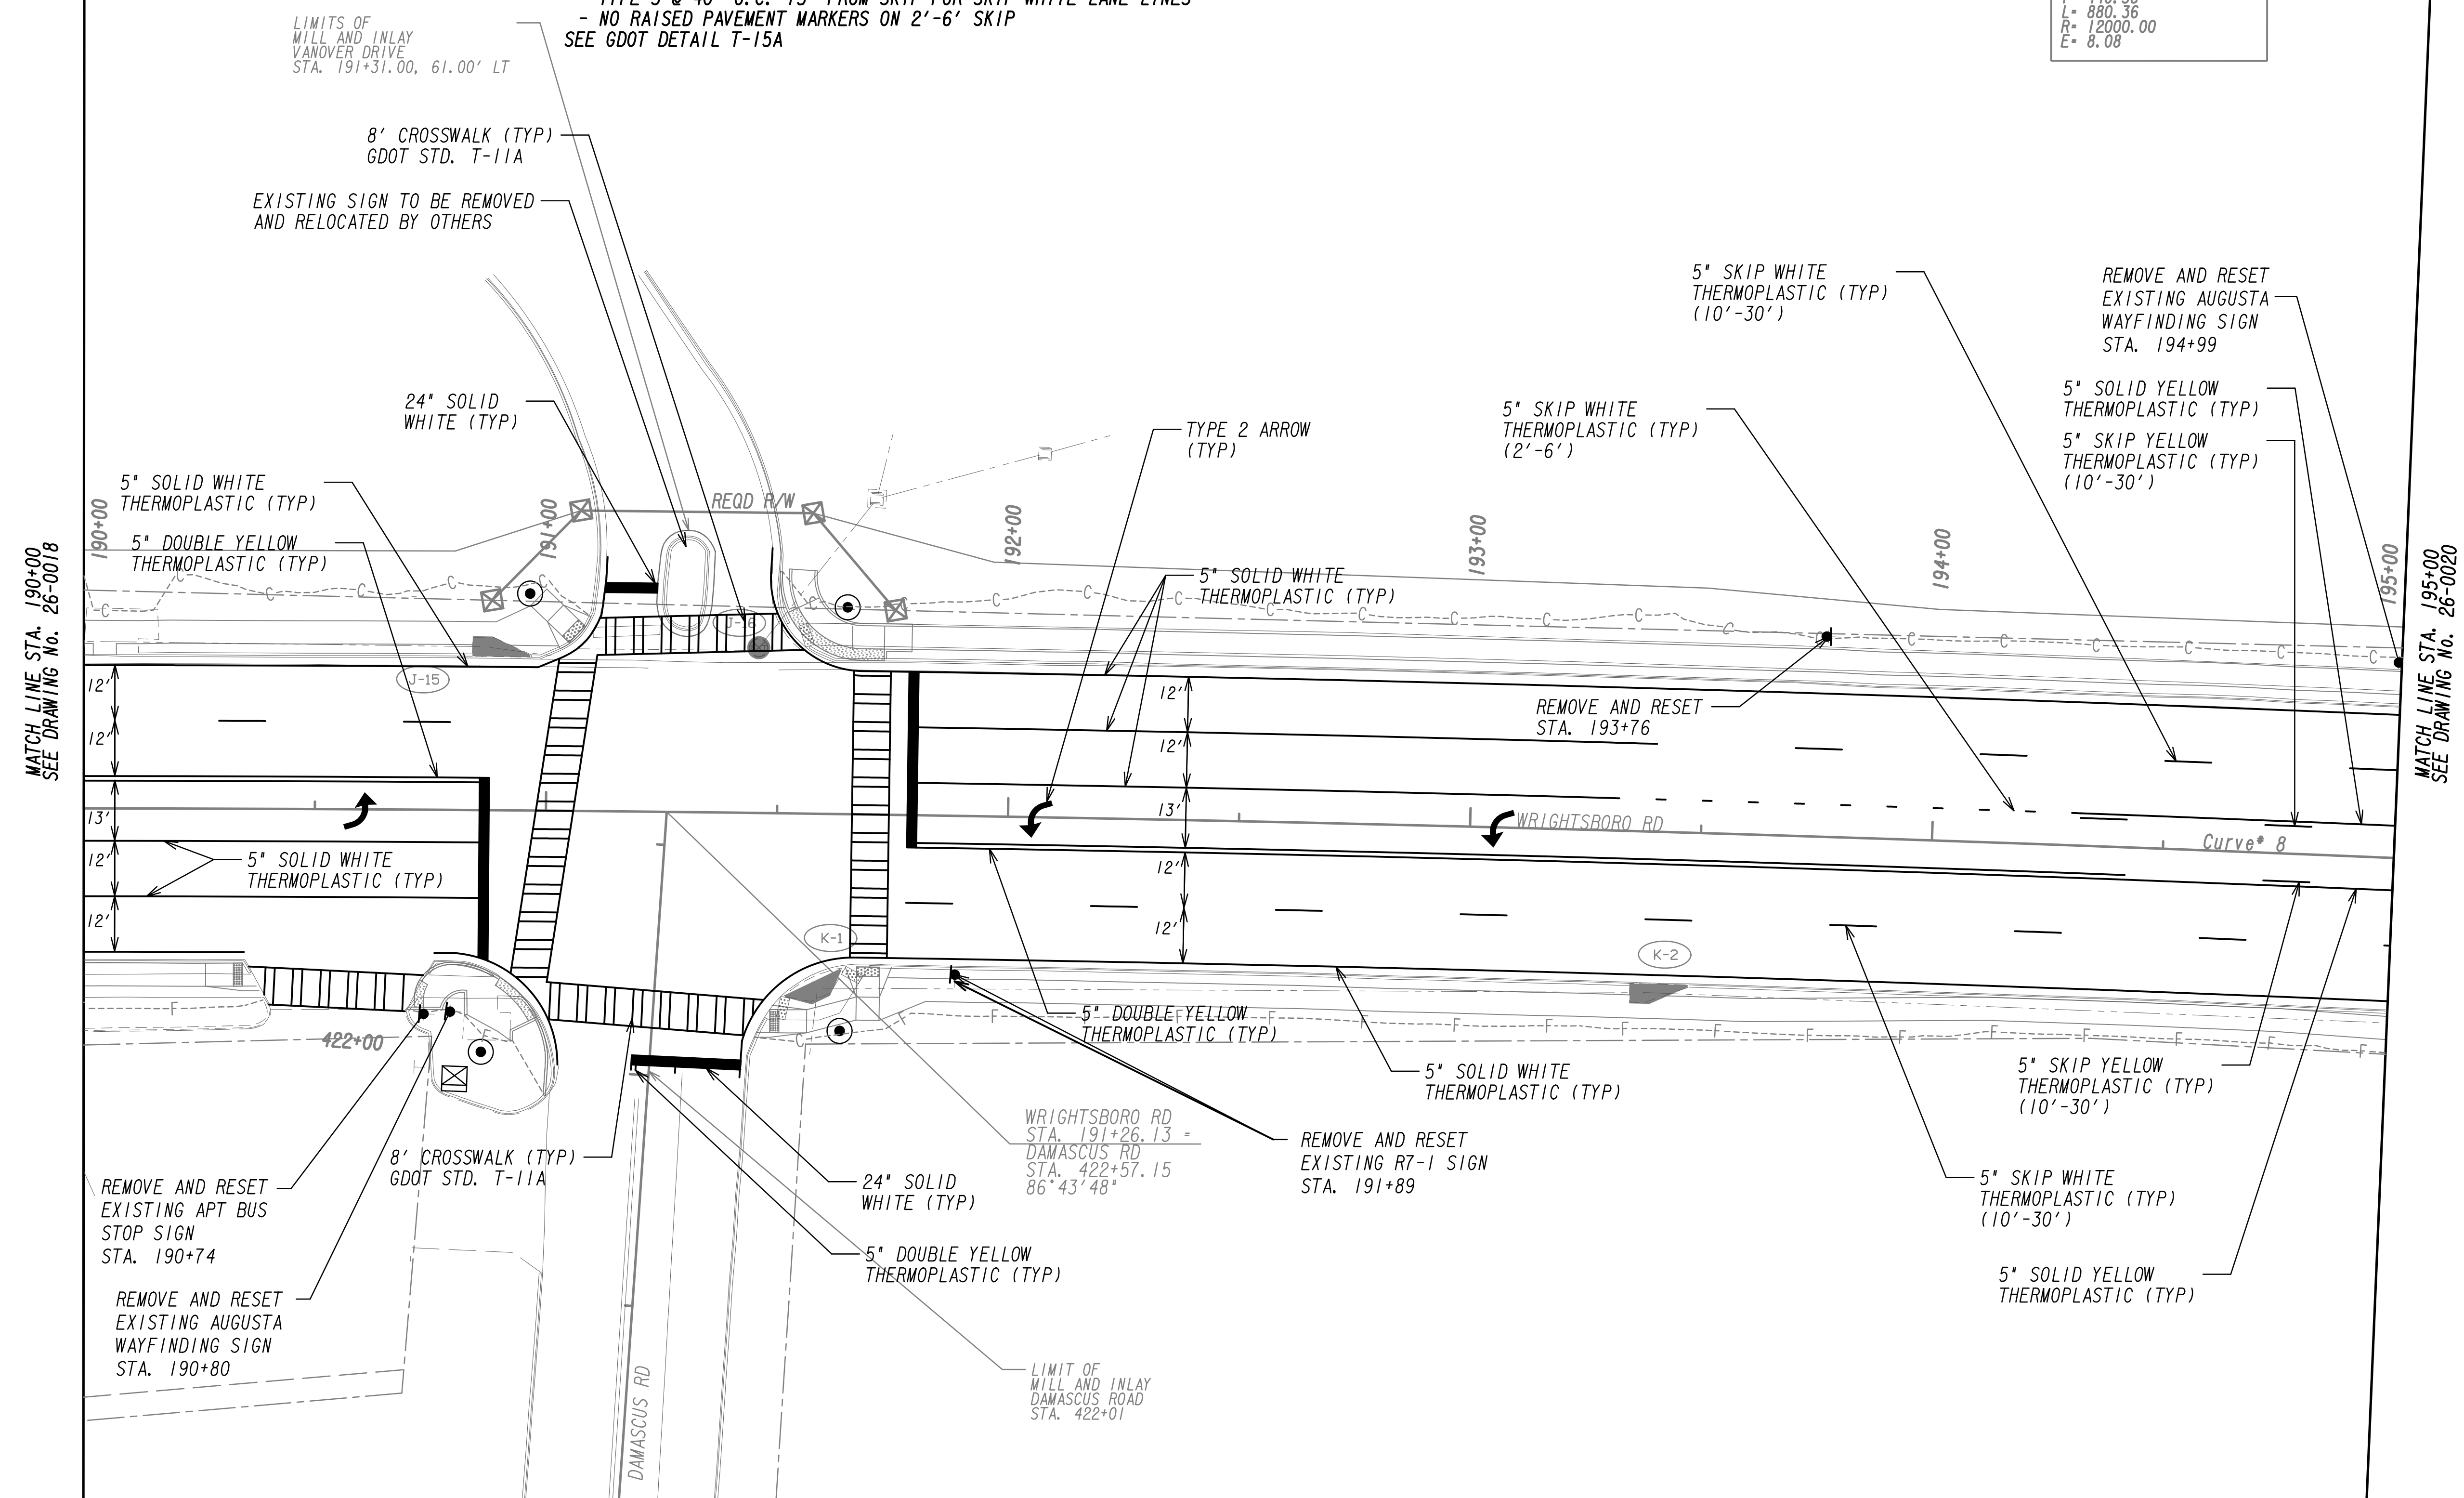 - NO RAISED PAVEMENT MARKERS ON 2'-6' SKIP
SEE GDOT DETAIL T-15A
LIMITS OF
MILL AND INLAY
VANOVER DRIVE
STA. 191+31.00, 61.00' LT
L= 880.36
R= 12000.00
E= 8.08
8' CROSSWALK (TYP)
GDOT STD. T-11A
EXISTING SIGN TO BE REMOVED
AND RELOCATED BY OTHERS
24" SOLID
WHITE (TYP)
5" SOLID WHITE
THERMOPLASTIC (TYP)
5" DOUBLE YELLOW
THERMOPLASTIC (TYP)
TYPE 2 ARROW
(TYP)
5" SOLID WHITE
THERMOPLASTIC (TYP)
5" SKIP WHITE
THERMOPLASTIC (TYP)
(2'-6')
5" SKIP WHITE
THERMOPLASTIC (TYP)
(10'-30')
REMOVE AND RESET
EXISTING AUGUSTA
WAYFINDING SIGN
STA. 194+99
5" SOLID YELLOW
THERMOPLASTIC (TYP)
5" SKIP YELLOW
THERMOPLASTIC (TYP)
(10'-30')
REQD R/W
190+00
191+00
192+00
193+00
194+00
195+00
MATCH LINE STA. 190+00
SEE DRAWING No. 26-0018
MATCH LINE STA. 195+00
SEE DRAWING No. 26-0020
C C C C C
C C C C C C C C C C C C C C C C
J-16
J-15
REMOVE AND RESET
STA. 193+76
12'
12'
13'
12'
12'
12'
12'
13'
12'
12'
WRIGHTSBORO RD
Curve# 8
5" SOLID WHITE
THERMOPLASTIC (TYP)
K-1
K-2
F
F
C
F F F F F F F F F F F F F
422+00
5" DOUBLE YELLOW
THERMOPLASTIC (TYP)
5" SOLID WHITE
THERMOPLASTIC (TYP)
5" SKIP YELLOW
THERMOPLASTIC (TYP)
(10'-30')
WRIGHTSBORO RD
STA. 191+26.13 =
DAMASCUS RD
STA. 422+57.15
86°43'48"
REMOVE AND RESET
EXISTING R7-1 SIGN
STA. 191+89
8' CROSSWALK (TYP)
GDOT STD. T-11A
REMOVE AND RESET
EXISTING APT BUS
STOP SIGN
STA. 190+74
24" SOLID
WHITE (TYP)
5" SKIP WHITE
THERMOPLASTIC (TYP)
(10'-30')
5" DOUBLE YELLOW
THERMOPLASTIC (TYP)
5" SOLID YELLOW
THERMOPLASTIC (TYP)
REMOVE AND RESET
EXISTING AUGUSTA
WAYFINDING SIGN
STA. 190+80
LIMIT OF
MILL AND INLAY
DAMASCUS ROAD
STA. 422+01
DAMASCUS RD